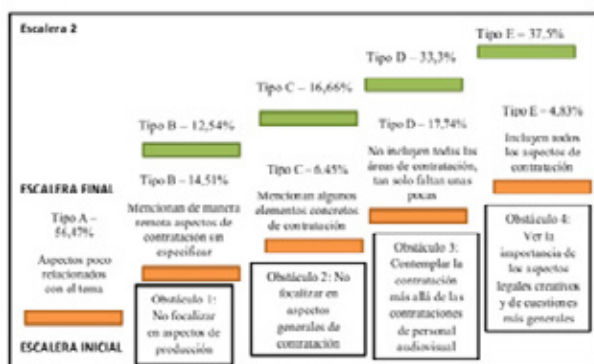 Escalera 2
Tipo E – 37.5%
Tipo D – 33,3%
Tipo C – 16,66%
Tipo B – 12,54%
ESCALERA FINAL
Tipo A –
56,47%
Aspectos poco
relacionados
con el tema
ESCALERA INICIAL
Tipo B – 14,51%
Mencionan de manera
remota aspectos de
contratación sin
especificar
Obstáculo 1:
No focalizar
en aspectos de
producción
Tipo C – 6.45%
Mencionan algunos
elementos concretos
de contratación
Obstáculo 2: No
focalizar en
aspectos
generales de
contratación
Tipo D – 17,74%
No incluyen todas las
áreas de contratación,
tan solo faltan unas
pocas
Obstáculo 3:
Contemplar la
contratación
más allá de las
contrataciones
de personal
audiovisual
Tipo E – 4,83%
Incluyen todos
los aspectos de
contratación
Obstáculo 4:
Ver la
importancia de
los aspectos
legales creativos
y de cuestiones
más generales